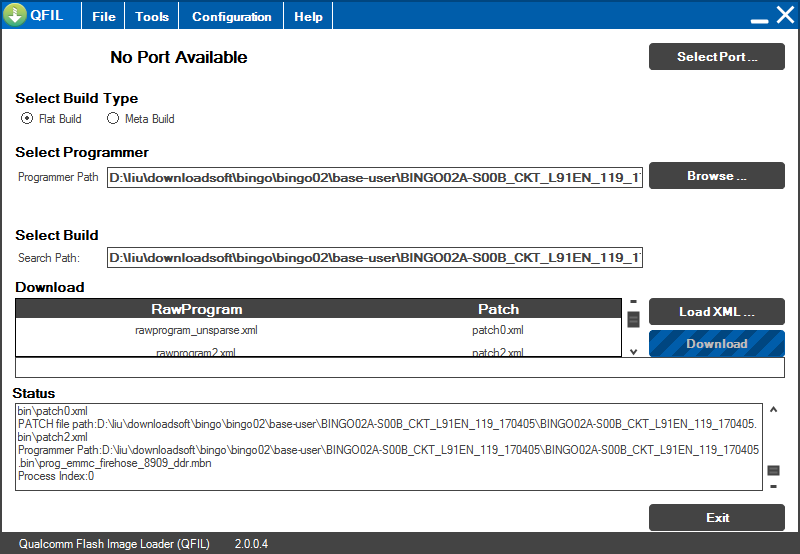 QFIL File Tools Configuration Help
No Port Available
Select Port ...
Select Build Type
Flat Build Meta Build
Select Programmer
Programmer Path D:\liu\downloadsoft\bingo\bingo02\base-user\BINGO02A-S00B_CKT_L91EN_119_17
Browse ...
Select Build
Search Path: D:\liu\downloadsoft\bingo\bingo02\base-user\BINGO02A-S00B_CKT_L91EN_119_17
Download
RawProgram Patch
Load XML ...
rawprogram_unsparse.xml patch0.xml
Download
rawprogram2.xml patch2.xml
Status
bin\patch0.xml
PATCH file path:D:\liu\downloadsoft\bingo\bingo02\base-user\BINGO02A-S00B_CKT_L91EN_119_170405\BINGO02A-S00B_CKT_L91EN_119_170405.
bin\patch2.xml
Programmer Path:D:\liu\downloadsoft\bingo\bingo02\base-user\BINGO02A-S00B_CKT_L91EN_119_170405\BINGO02A-S00B_CKT_L91EN_119_170405
.bin\prog_emmc_firehose_8909_ddr.mbn
Process Index:0
Exit
Qualcomm Flash Image Loader (QFIL) 2.0.0.4